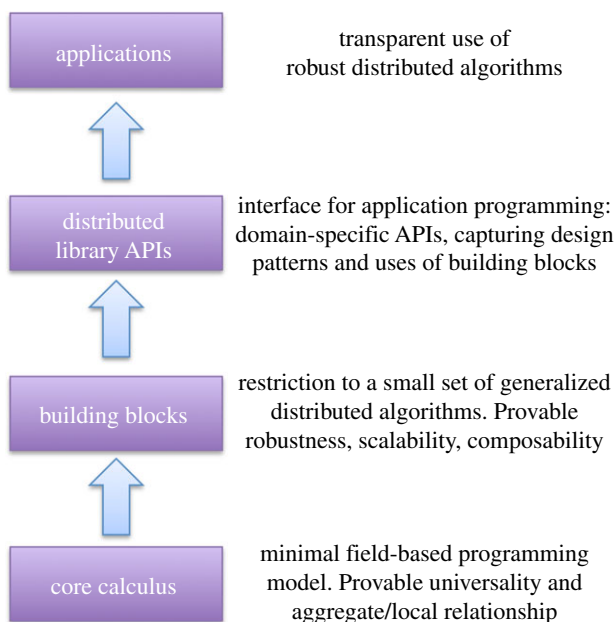 applications
transparent use of
robust distributed algorithms
distributed
library APIs
interface for application programming:
domain-specific APIs, capturing design
patterns and uses of building blocks
building blocks
restriction to a small set of generalized
distributed algorithms. Provable
robustness, scalability, composability
core calculus
minimal field-based programming
model. Provable universality and
aggregate/local relationship